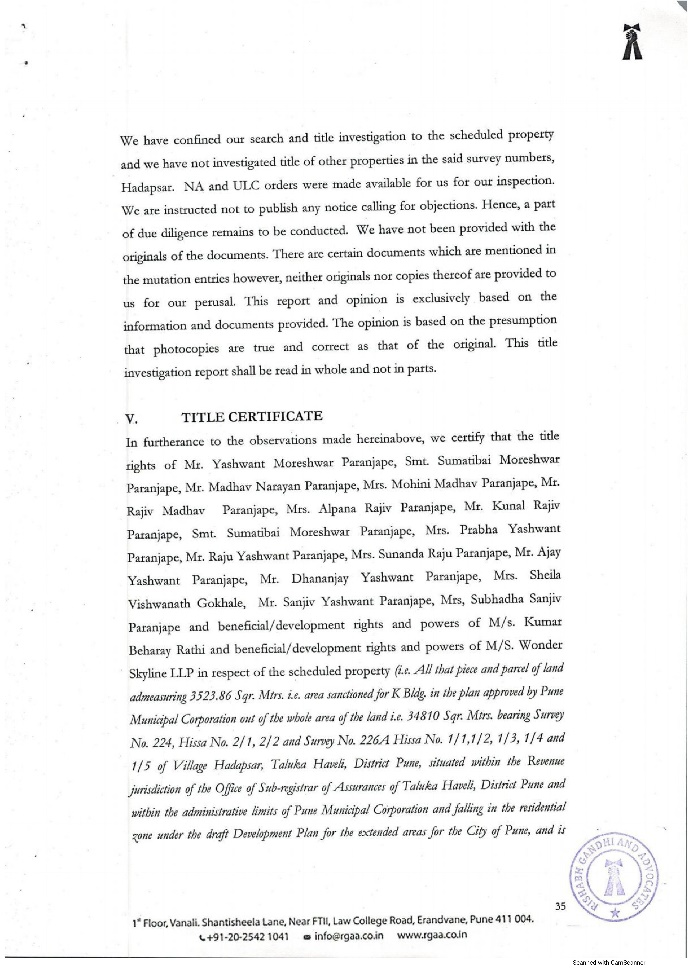 We have confined our search and title investigation to the scheduled property
and we have not investigated title of other properties in the said survey numbers,
Hadapsar. NA and ULC orders were made available for us for our inspection.
We are instructed not to publish any notice calling for objections. Hence, a part
of due diligence remains to be conducted. We have not been provided with the
originals of the documents. There are certain documents which are mentioned in
the mutation entries however, neither originals nor copies thereof are provided to
us for our perusal. This report and opinion is exclusively based on the
information and documents provided. The opinion is based on the presumption
that photocopies are true and correct as that of the original. This title
investigation report shall be read in whole and not in parts.
V. TITLE CERTIFICATE
In furtherance to the observations made hereinabove, we certify that the title
rights of Mr. Yashwant Moreshwar Paranjape, Smt. Sumatibai Moreshwar
Paranjape, Mr. Madhav Narayan Paranjape, Mrs. Mohini Madhav Paranjape, Mr.
Rajiv Madhav Paranjape, Mrs. Alpana Rajiv Paranjape, Mr. Kunal Rajiv
Paranjape, Smt. Sumatibai Moreshwar Paranjape, Mrs. Prabha Yashwant
Paranjape, Mr. Raju Yashwant Paranjape, Mrs. Sunanda Raju Paranjape, Mr. Ajay
Yashwant Paranjape, Mr. Dhananjay Yashwant Paranjape, Mrs. Sheila
Vishwanath Gokhale, Mr. Sanjiv Yashwant Paranjape, Mrs, Subhadha Sanjiv
Paranjape and beneficial/development rights and powers of M/s. Kumar
Beharay Rathi and beneficial/development rights and powers of M/S. Wonder
Skyline LLP in respect of the scheduled property (i.e. All that piece and parcel of land
admeasuring 3523.86 Sqr. Mtrs. i.e. area sanctioned for K Bldg. in the plan approved by Pune
Municipal Corporation out of the whole area of the land i.e. 34810 Sqr. Mtrs. bearing Survey
No. 224, Hissa No. 2/1, 2/2 and Survey No. 226A Hissa No. 1/1,1/2, 1/3, 1/4 and
1/5 of Village Hadapsar, Taluka Haveli, District Pune, situated within the Revenue
jurisdiction of the Office of Sub-registrar of Assurances of Taluka Haveli, District Pune and
within the administrative limits of Pune Municipal Corporation and falling in the residential
zone under the draft Development Plan for the extended areas for the City of Pune, and is
RISHABH GANDHI AND ADVOCATES
35
1st Floor, Vanali. Shantisheela Lane, Near FTII, Law College Road, Erandvane, Pune 411 004.
+91-20-2542 1041 info@rgaa.co.in www.rgaa.co.in
Scanned with CamScanner